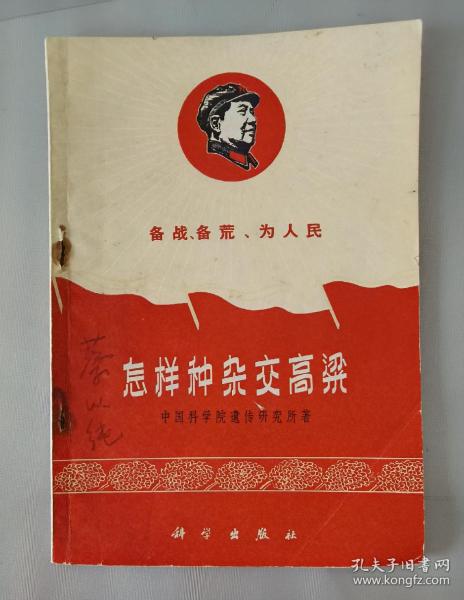 备战、备荒、为人民
怎样种杂交高粱
中国科学院遗传研究所著
科学出版社
孔夫子旧书网
www.kongfz.com